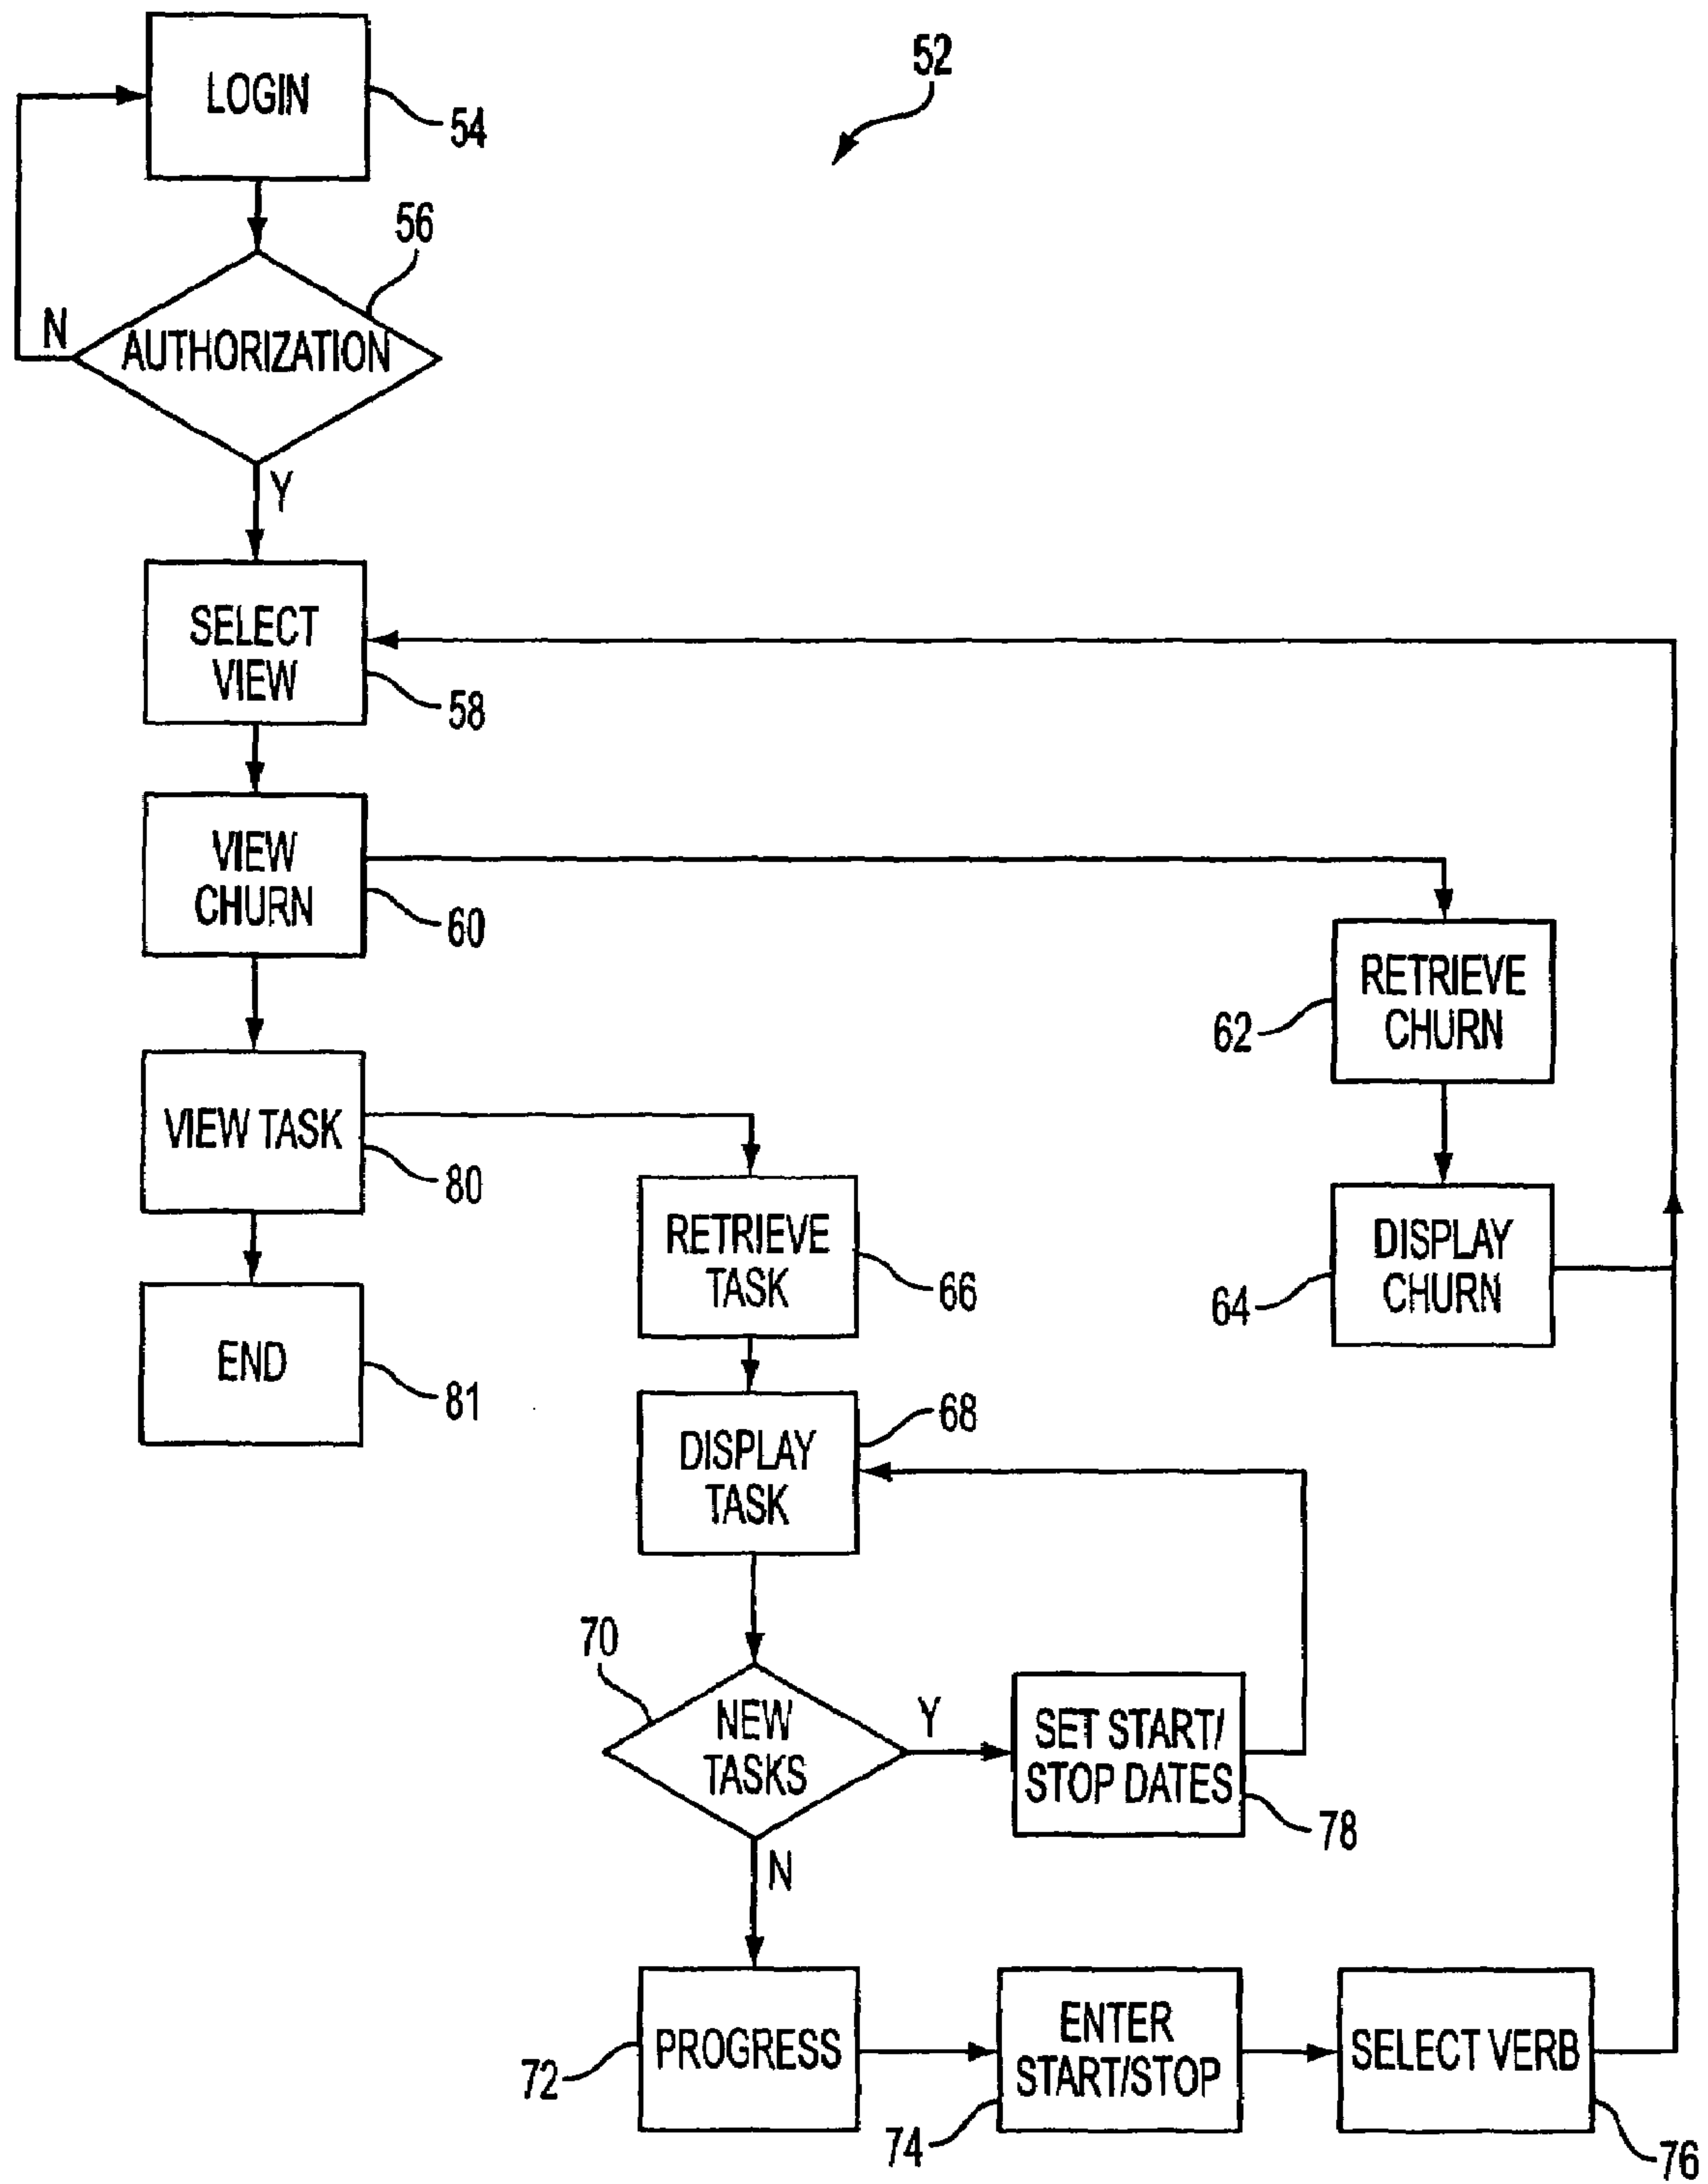 52
LOGIN
54
56
N
AUTHORIZATION
Y
SELECT
VIEW
58
VIEW
CHURN
60
RETRIEVE
CHURN
62
VIEW TASK
80
RETRIEVE
TASK
66
DISPLAY
CHURN
64
END
81
DISPLAY
TASK
68
70
NEW
TASKS
Y
SET START/
STOP DATES
78
N
PROGRESS
72
ENTER
START/STOP
74
SELECT VERB
76